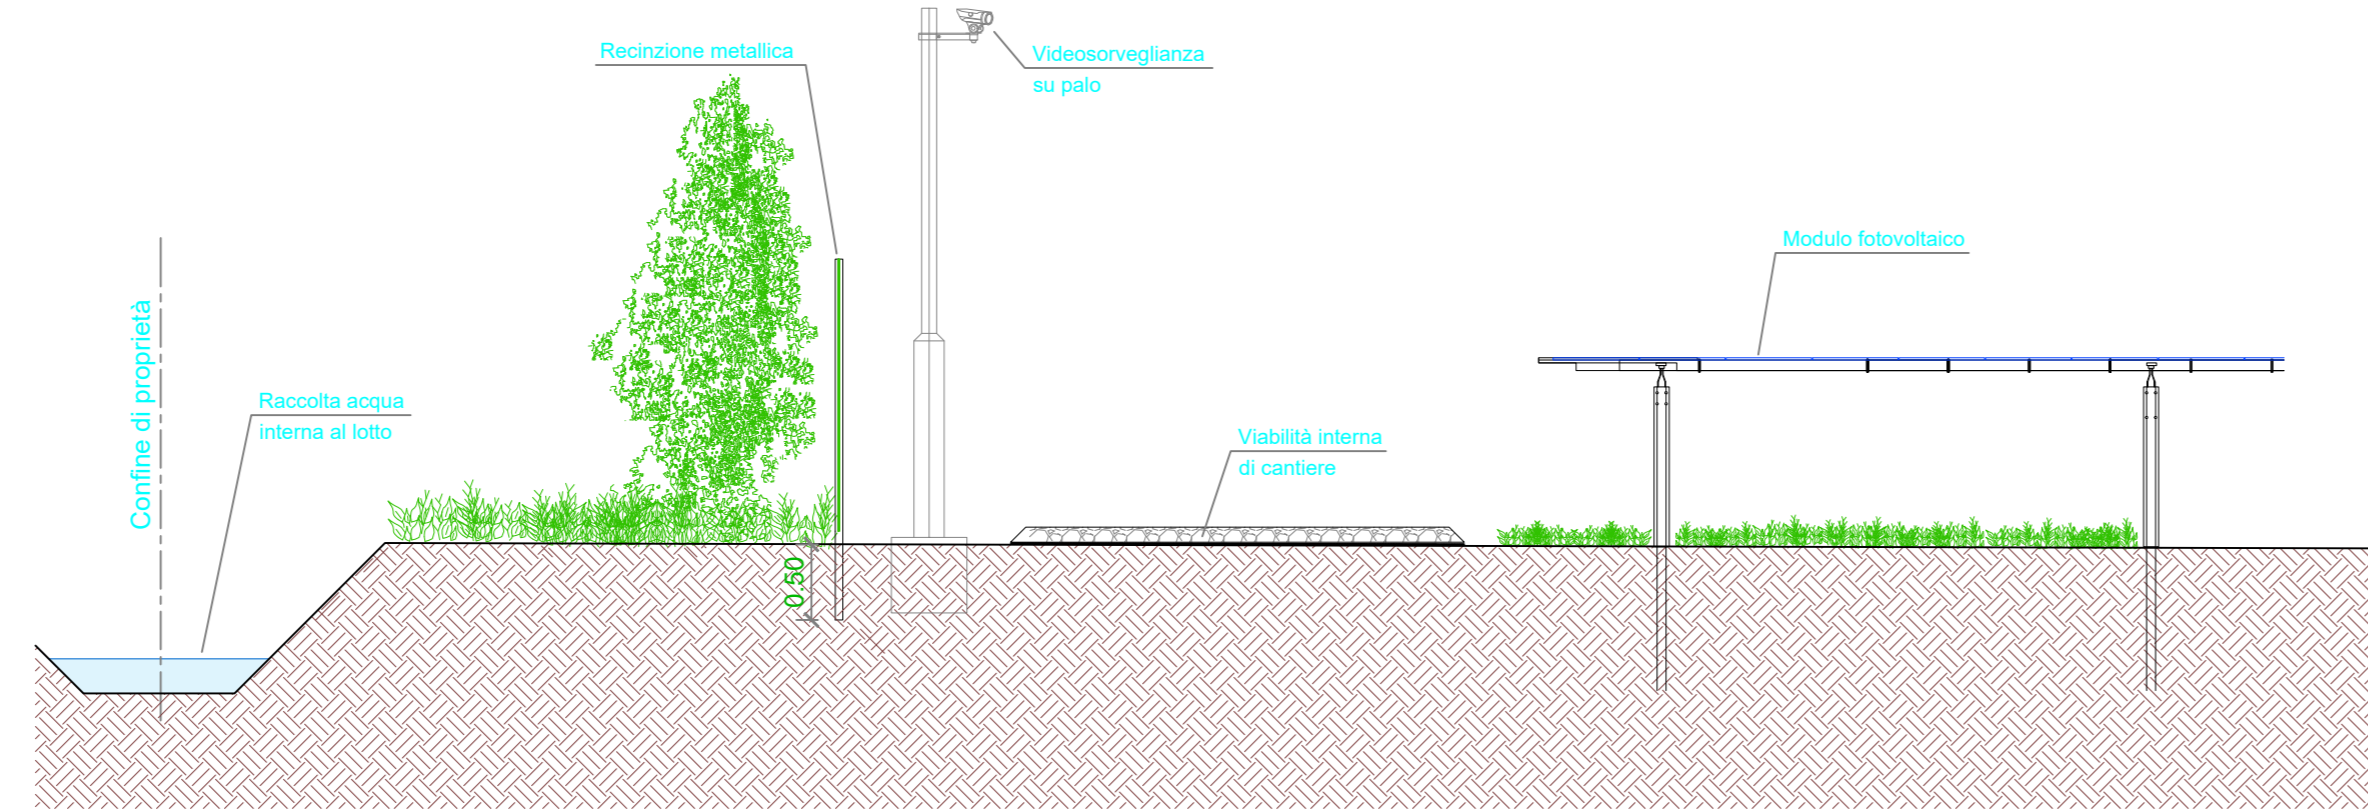 Recinzione metallica
Videosorveglianza
su palo
Modulo fotovoltaico
Confine di proprietà
Raccolta acqua
interna al lotto
Viabilità interna
di cantiere
0.50